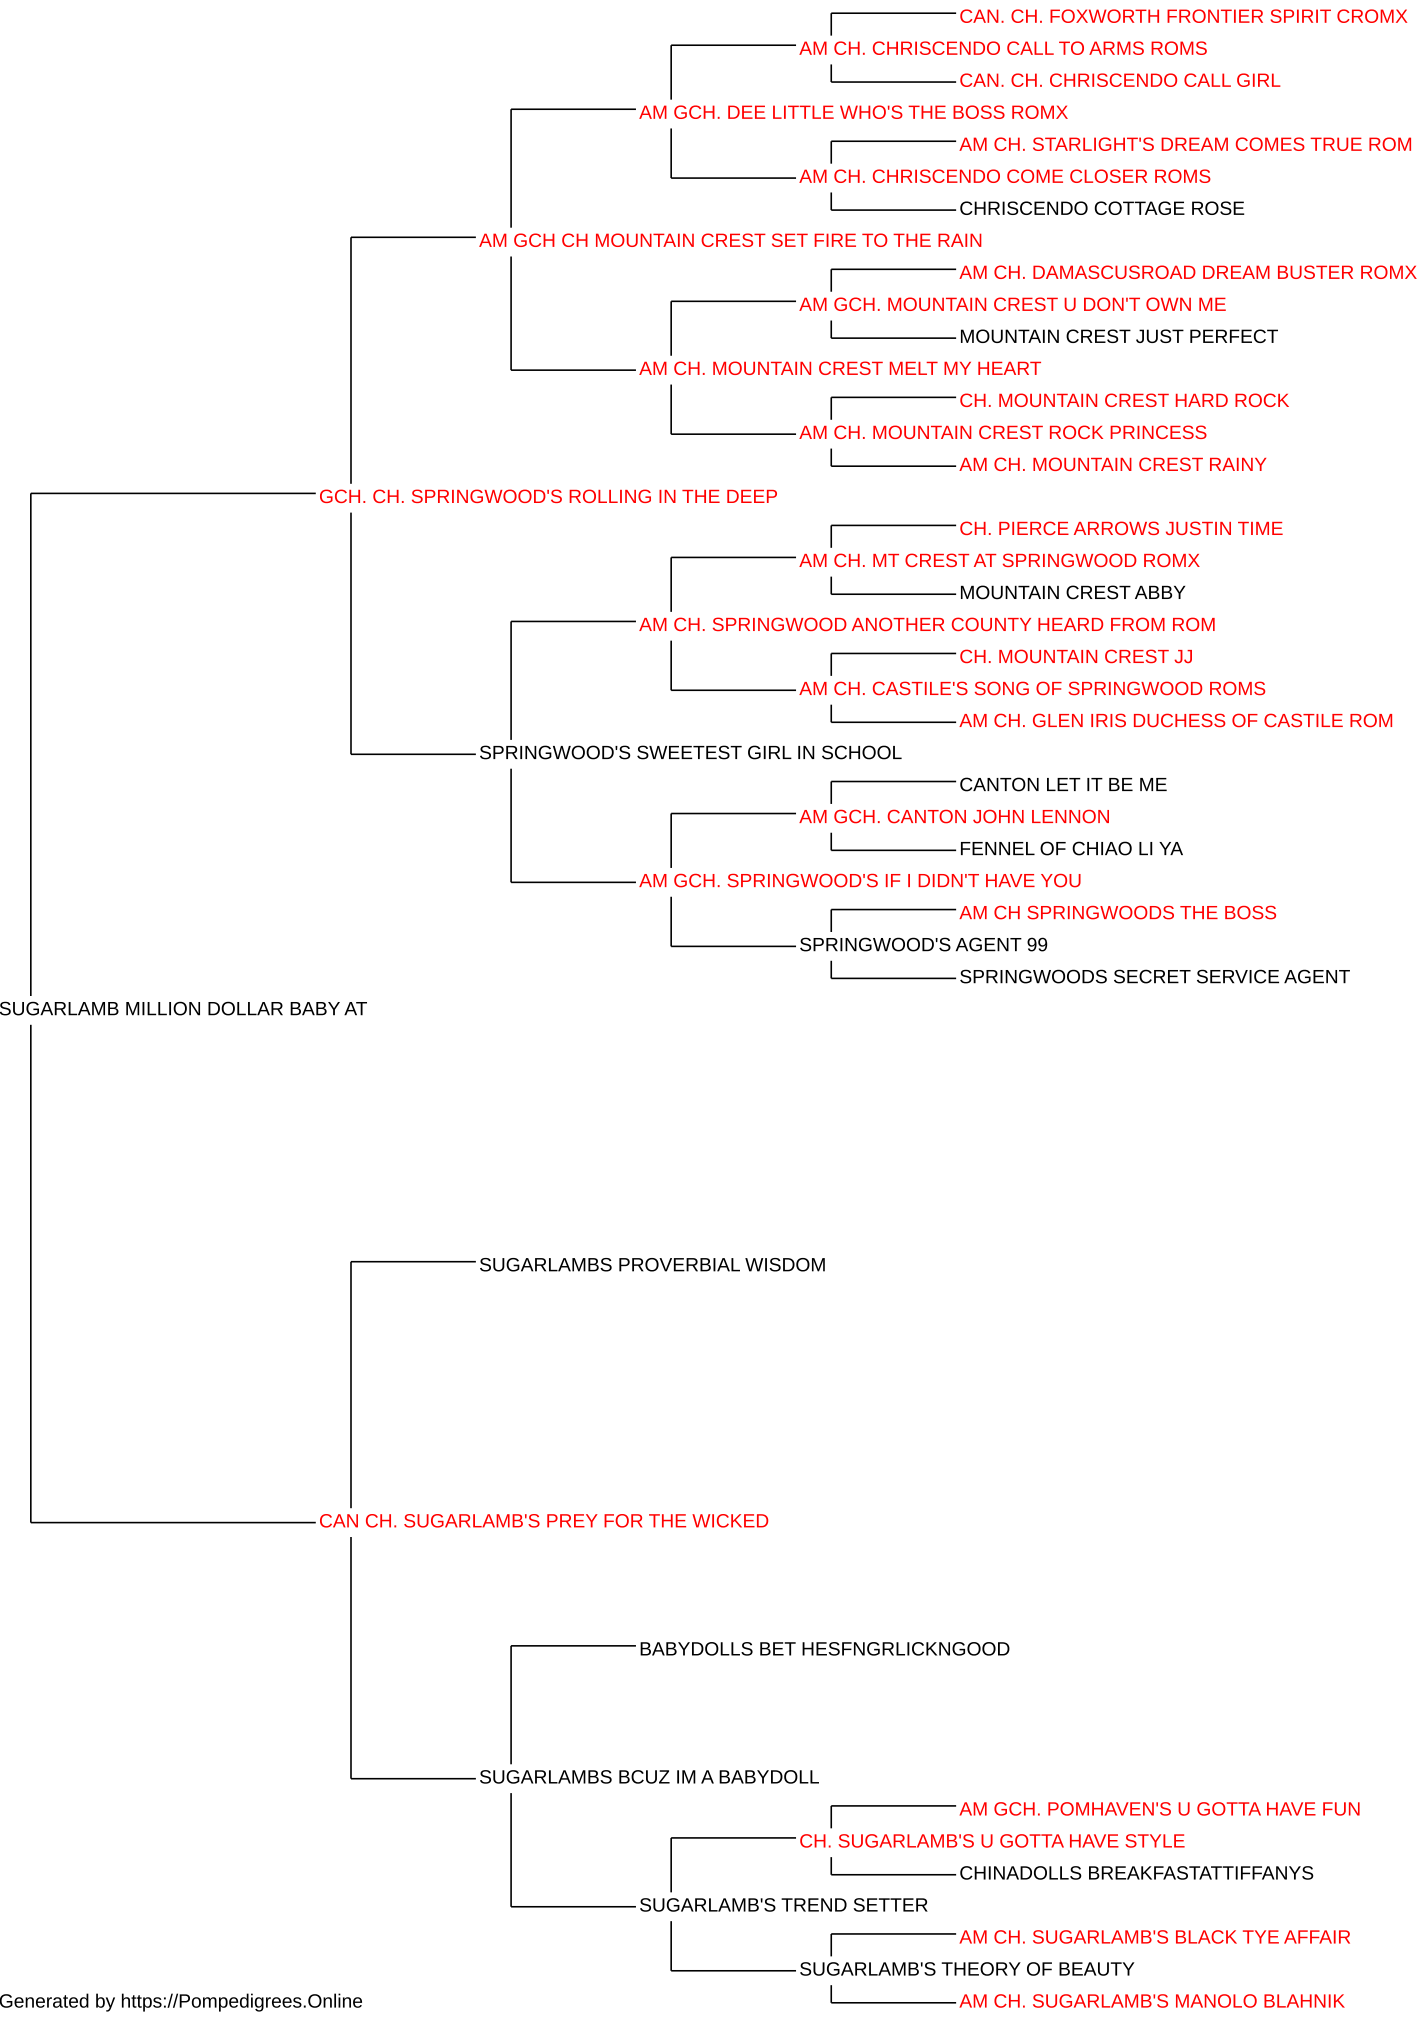 CAN. CH. FOXWORTH FRONTIER SPIRIT CROMX
AM CH. CHRISCENDO CALL TO ARMS ROMS
CAN. CH. CHRISCENDO CALL GIRL
AM GCH. DEE LITTLE WHO'S THE BOSS ROMX
AM CH. STARLIGHT'S DREAM COMES TRUE ROM
AM CH. CHRISCENDO COME CLOSER ROMS
CHRISCENDO COTTAGE ROSE
AM GCH CH MOUNTAIN CREST SET FIRE TO THE RAIN
AM CH. DAMASCUSROAD DREAM BUSTER ROMX
AM GCH. MOUNTAIN CREST U DON'T OWN ME
MOUNTAIN CREST JUST PERFECT
AM CH. MOUNTAIN CREST MELT MY HEART
CH. MOUNTAIN CREST HARD ROCK
AM CH. MOUNTAIN CREST ROCK PRINCESS
AM CH. MOUNTAIN CREST RAINY
GCH. CH. SPRINGWOOD'S ROLLING IN THE DEEP
CH. PIERCE ARROWS JUSTIN TIME
AM CH. MT CREST AT SPRINGWOOD ROMX
MOUNTAIN CREST ABBY
AM CH. SPRINGWOOD ANOTHER COUNTY HEARD FROM ROM
CH. MOUNTAIN CREST JJ
AM CH. CASTILE'S SONG OF SPRINGWOOD ROMS
AM CH. GLEN IRIS DUCHESS OF CASTILE ROM
SPRINGWOOD'S SWEETEST GIRL IN SCHOOL
CANTON LET IT BE ME
AM GCH. CANTON JOHN LENNON
FENNEL OF CHIAO LI YA
AM GCH. SPRINGWOOD'S IF I DIDN'T HAVE YOU
AM CH SPRINGWOODS THE BOSS
SPRINGWOOD'S AGENT 99
SPRINGWOODS SECRET SERVICE AGENT
SUGARLAMB MILLION DOLLAR BABY AT
SUGARLAMBS PROVERBIAL WISDOM
CAN CH. SUGARLAMB'S PREY FOR THE WICKED
BABYDOLLS BET HESFNGRLICKNGOOD
SUGARLAMBS BCUZ IM A BABYDOLL
AM GCH. POMHAVEN'S U GOTTA HAVE FUN
CH. SUGARLAMB'S U GOTTA HAVE STYLE
CHINADOLLS BREAKFASTATTIFFANYS
SUGARLAMB'S TREND SETTER
AM CH. SUGARLAMB'S BLACK TYE AFFAIR
SUGARLAMB'S THEORY OF BEAUTY
AM CH. SUGARLAMB'S MANOLO BLAHNIK
Generated by https://Pompedigrees.Online